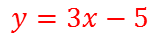 y = 3x − 5